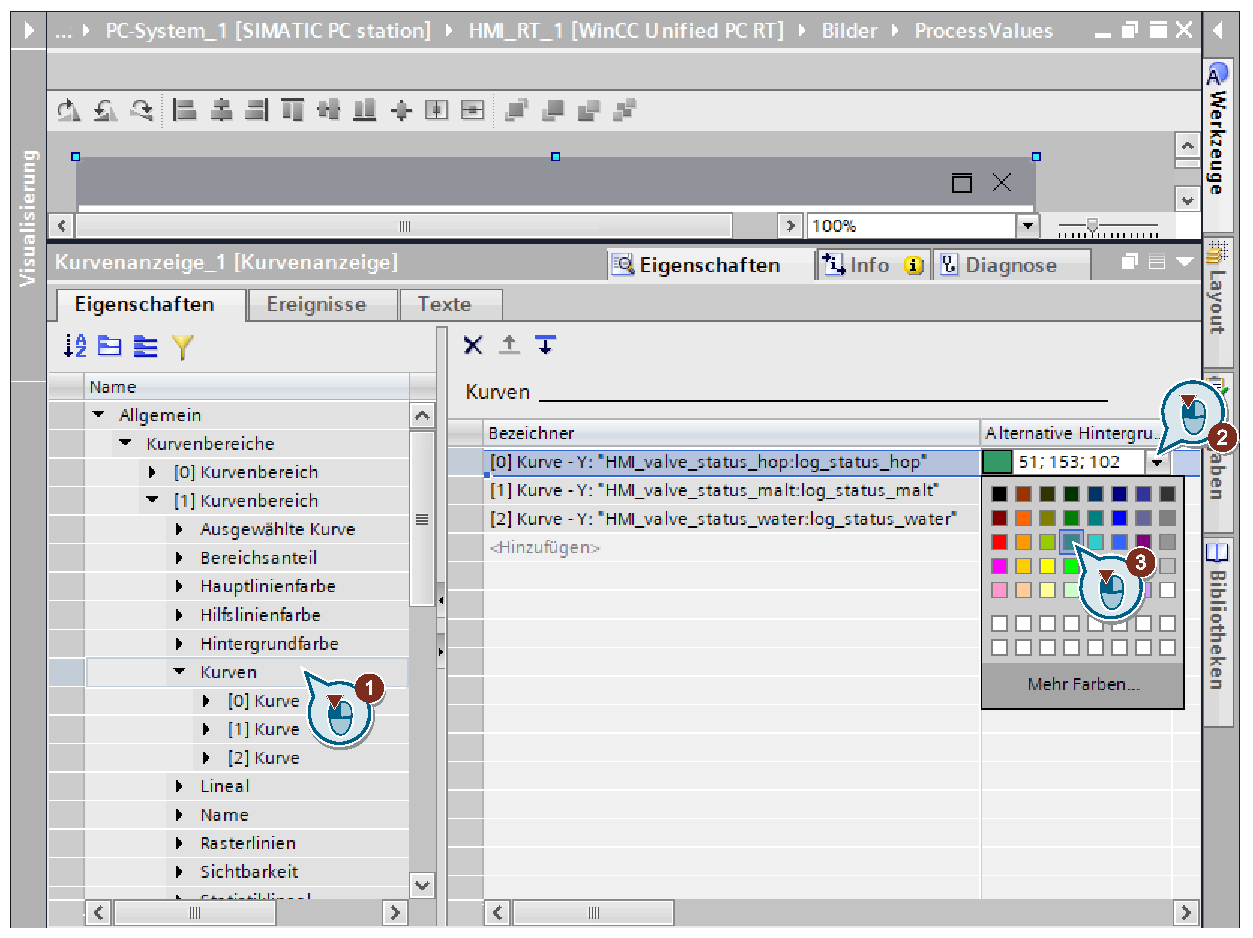 ... PC-System_1 [SIMATIC PC station] HMI_RT_1 [WinCC Unified PC RT] Bilder ProcessValues
Visualisierung
100%
Kurvenanzeige_1 [Kurvenanzeige]
Eigenschaften
Info
Diagnose
Eigenschaften
Ereignisse
Texte
Name
Allgemein
Kurvenbereiche
[0] Kurvenbereich
[1] Kurvenbereich
Ausgewählte Kurve
Bereichsanteil
Hauptlinienfarbe
Hilfslinienfarbe
Hintergrundfarbe
Kurven
1
[0] Kurve
[1] Kurve
[2] Kurve
Lineal
Name
Rasterlinien
Sichtbarkeit
Kurven
Bezeichner
Alternative Hintergru...
2
[0] Kurve - Y: "HMI_valve_status_hop:log_status_hop"
51; 153; 102
[1] Kurve - Y: "HMI_valve_status_malt:log_status_malt"
[2] Kurve - Y: "HMI_valve_status_water:log_status_water"
<Hinzufügen>
3
Mehr Farben...
Werkzeuge
Layout
Bibliotheken